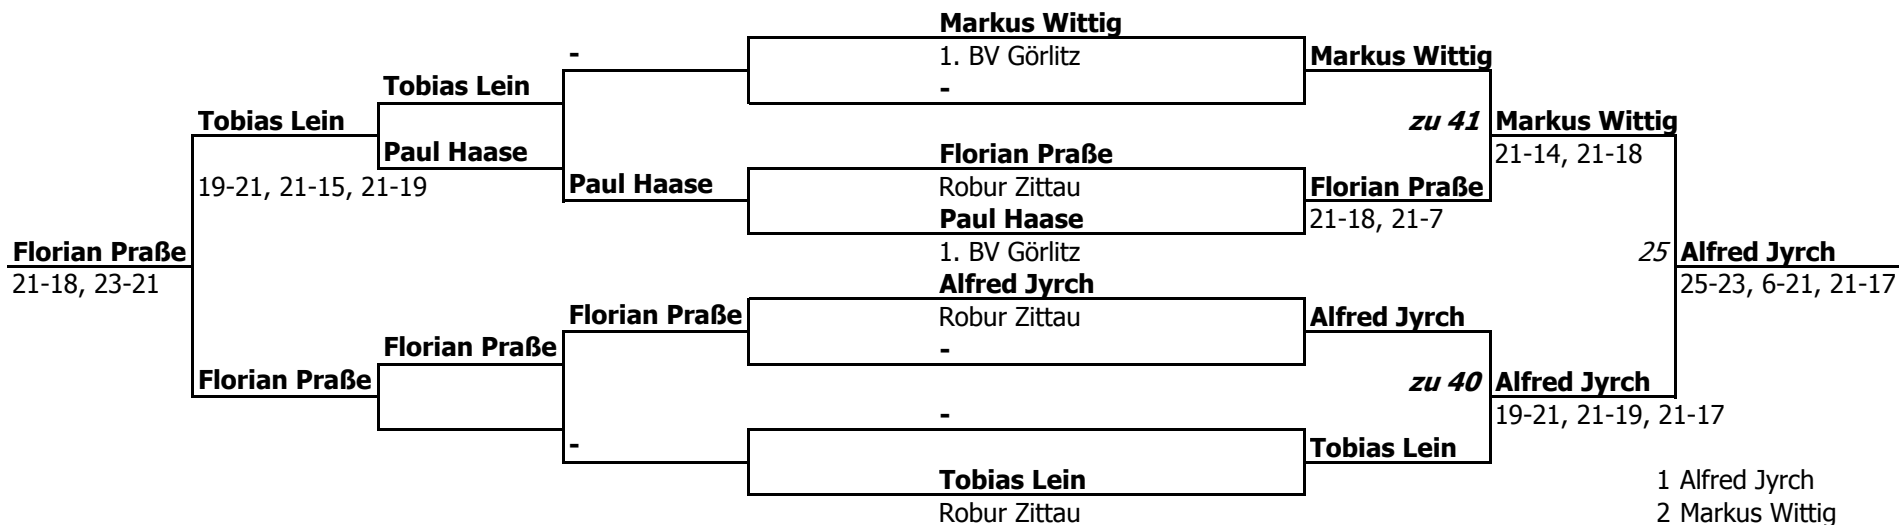 Markus Wittig
- 1. BV Görlitz Markus Wittig
Tobias Lein -
Tobias Lein zu 41 Markus Wittig
Paul Haase Florian Praße 21-14, 21-18
19-21, 21-15, 21-19 Paul Haase Robur Zittau Florian Praße
Paul Haase 21-18, 21-7
Florian Praße 1. BV Görlitz 25 Alfred Jyrch
21-18, 23-21 Alfred Jyrch 25-23, 6-21, 21-17
Florian Praße Robur Zittau Alfred Jyrch
Florian Praße -
Florian Praße zu 40 Alfred Jyrch
- 19-21, 21-19, 21-17
- Tobias Lein
Tobias Lein 1 Alfred Jyrch
Robur Zittau 2 Markus Wittig